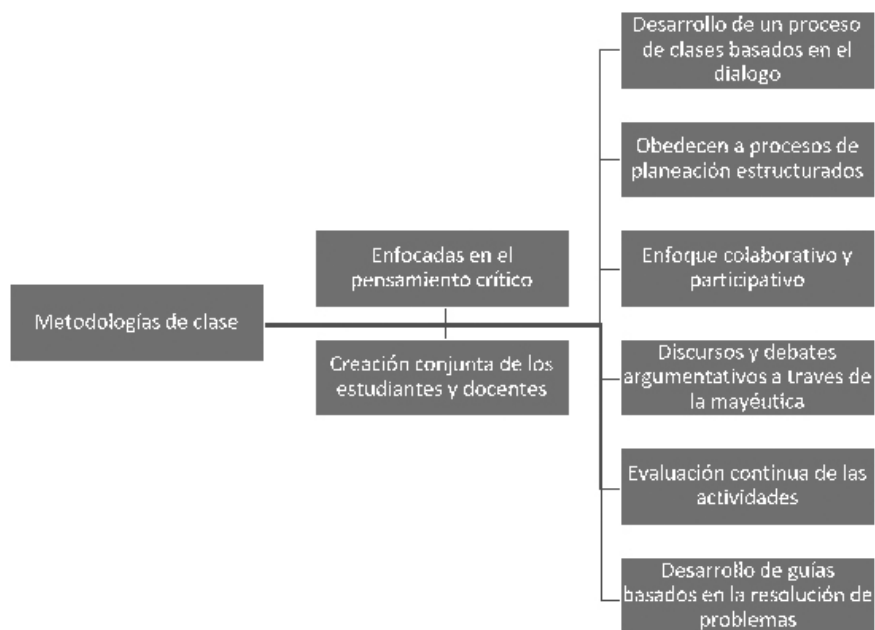 Metodologías de clase
Enfocadas en el
pensamiento crítico
Creación conjunta de los
estudiantes y docentes
Desarrollo de un proceso
de clases basados en el
dialogo
Obedecen a procesos de
planeación estructurados
Enfoque colaborativo y
participativo
Discursos y debates
argumentativos a traves de
la mayéutica
Evaluación continua de las
actividades
Desarrollo de guías
basados en la resolución de
problemas